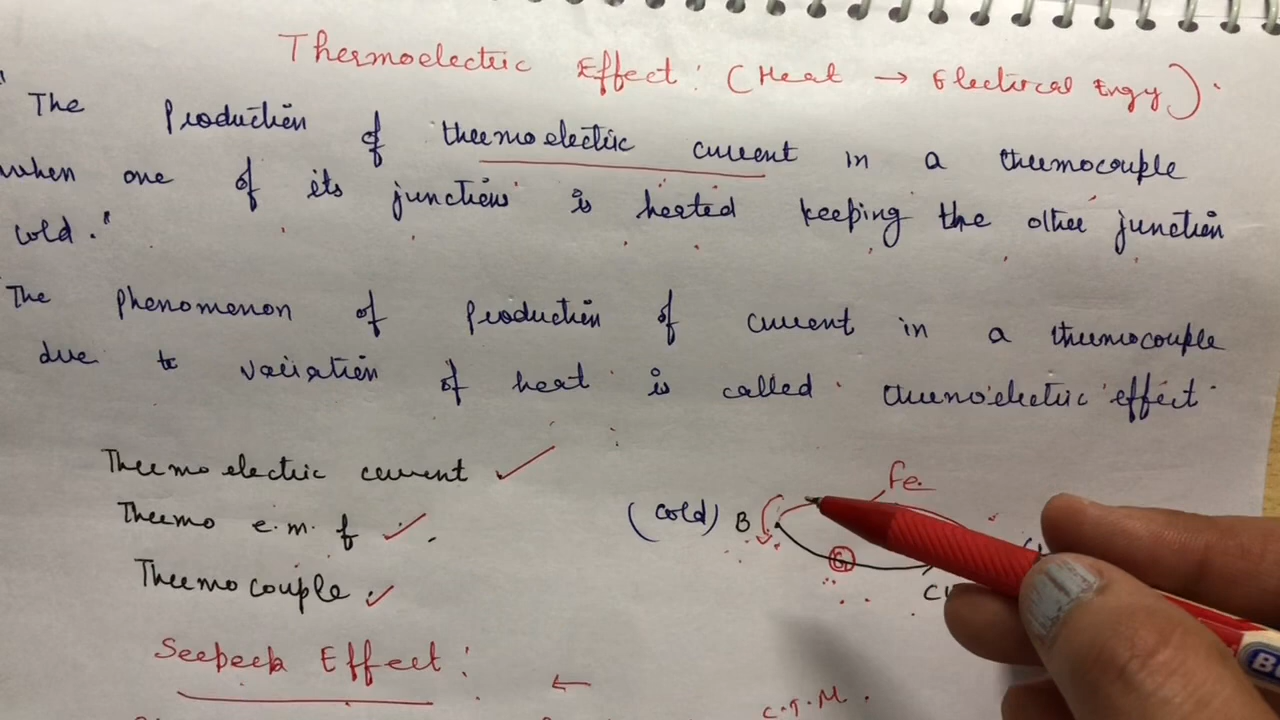 Thermoelectric Effect: (Heat → Electrical Engy).
"The Production of thermoelectric current in a thermocouple
when one of its junction is heated keeping the other junction
cold."
The phenomenon of production of current in a thermocouple
due to variation of heat is called thermoelectric effect
Thermo electric current ✓
Thermo e.m.f ✓.
Thermo couple ✓
Fe.
(cold) B
G
Seebeck Effect:
←
C.T.M.